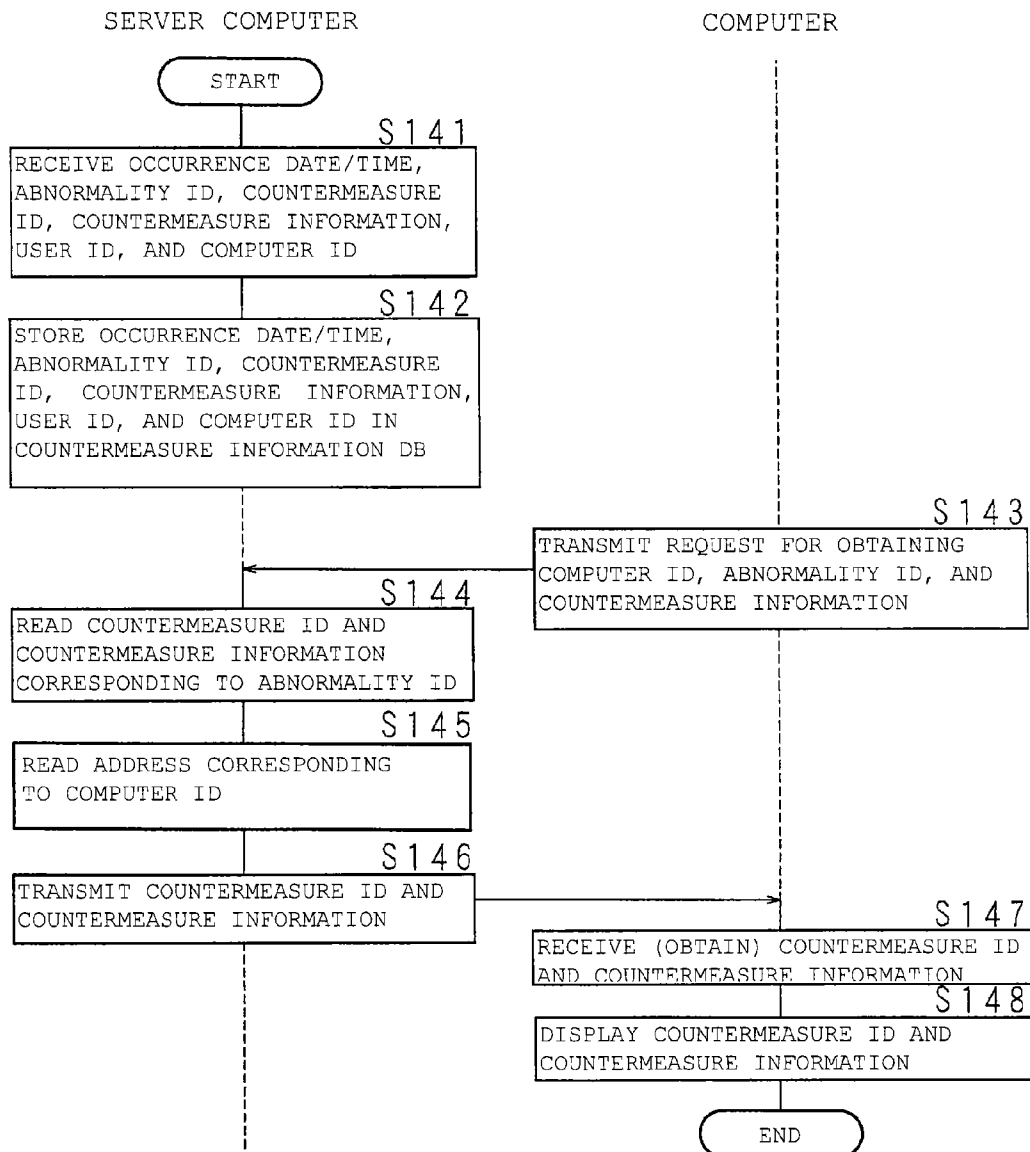 SERVER COMPUTER
COMPUTER
START
S141
RECEIVE OCCURRENCE DATE/TIME,
ABNORMALITY ID, COUNTERMEASURE
ID, COUNTERMEASURE INFORMATION,
USER ID, AND COMPUTER ID
S142
STORE OCCURRENCE DATE/TIME,
ABNORMALITY ID, COUNTERMEASURE
ID, COUNTERMEASURE INFORMATION,
USER ID, AND COMPUTER ID IN
COUNTERMEASURE INFORMATION DB
S143
TRANSMIT REQUEST FOR OBTAINING
COMPUTER ID, ABNORMALITY ID, AND
COUNTERMEASURE INFORMATION
S144
READ COUNTERMEASURE ID AND
COUNTERMEASURE INFORMATION
CORRESPONDING TO ABNORMALITY ID
S145
READ ADDRESS CORRESPONDING
TO COMPUTER ID
S146
TRANSMIT COUNTERMEASURE ID AND
COUNTERMEASURE INFORMATION
S147
RECEIVE (OBTAIN) COUNTERMEASURE ID
AND COUNTERMEASURE INFORMATION
S148
DISPLAY COUNTERMEASURE ID AND
COUNTERMEASURE INFORMATION
END